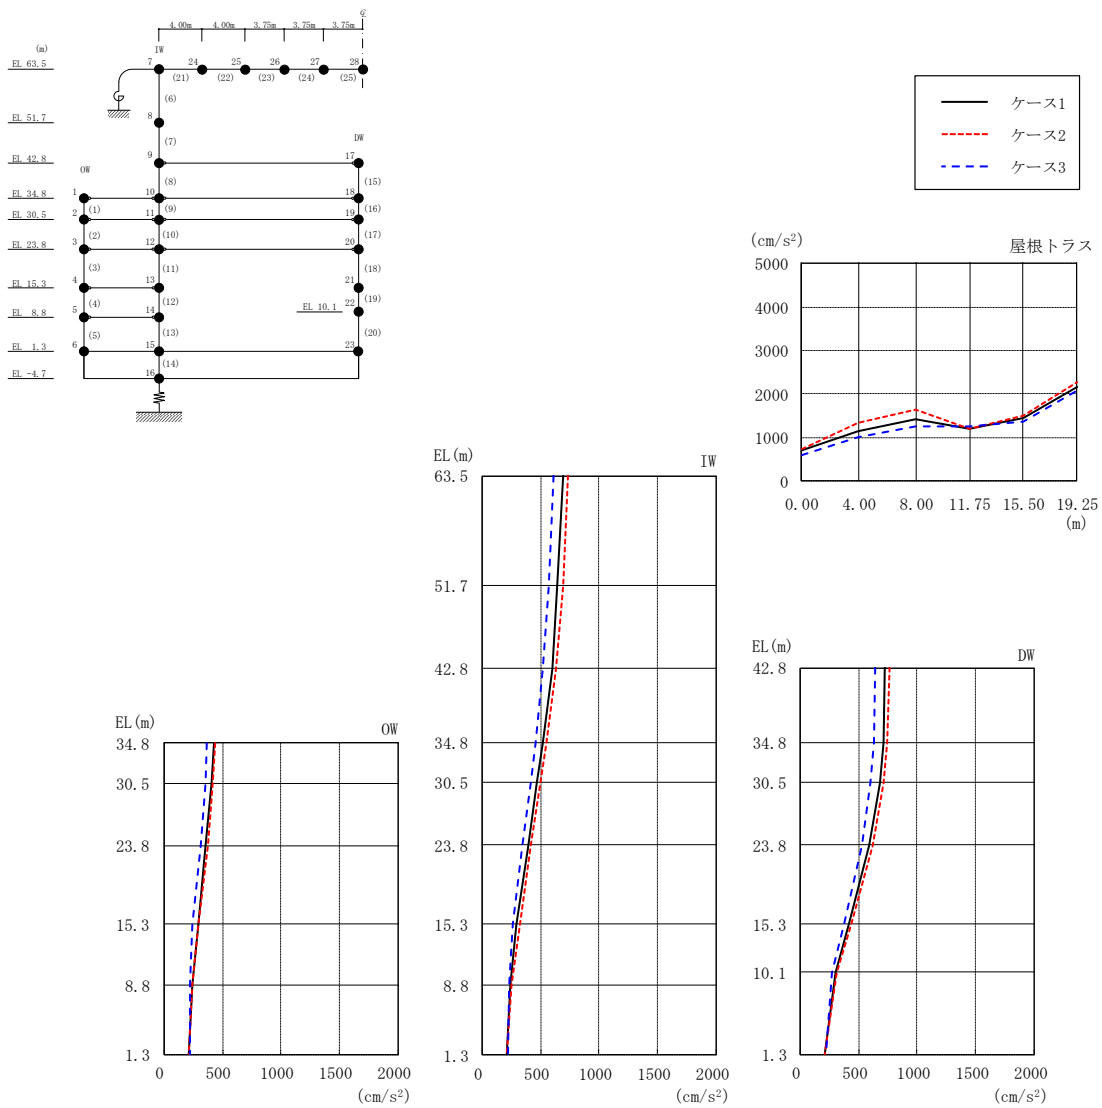 ℄
4.00m 4.00m 3.75m 3.75m 3.75m
(m)
IW
7 24 25 26 27 28
EL 63.5
(21) (22) (23) (24) (25)
(6)
EL 51.7
8
(7)
DW
EL 42.8
9 17
OW
(8) (15)
EL 34.8
1 10 18
(1) (9) (16)
EL 30.5
2 11 19
(2) (10) (17)
EL 23.8
3 12 20
(3) (11) (18)
EL 15.3
4 13 21
(4) (12) (19)
EL 10.1
22
EL 8.8
5 14
(5) (13) (20)
EL 1.3
6 15 23
(14)
EL -4.7
16
ケース1
ケース2
ケース3
(cm/s²)
屋根トラス
5000
4000
3000
2000
1000
0
0.00 4.00 8.00 11.75 15.50 19.25
(m)
EL(m)
IW
63.5
51.7
42.8
34.8
30.5
23.8
15.3
8.8
1.3
0 500 1000 1500 2000
(cm/s²)
EL(m)
OW
34.8
30.5
23.8
15.3
8.8
1.3
0 500 1000 1500 2000
(cm/s²)
EL(m)
DW
42.8
34.8
30.5
23.8
15.3
10.1
1.3
0 500 1000 1500 2000
(cm/s²)